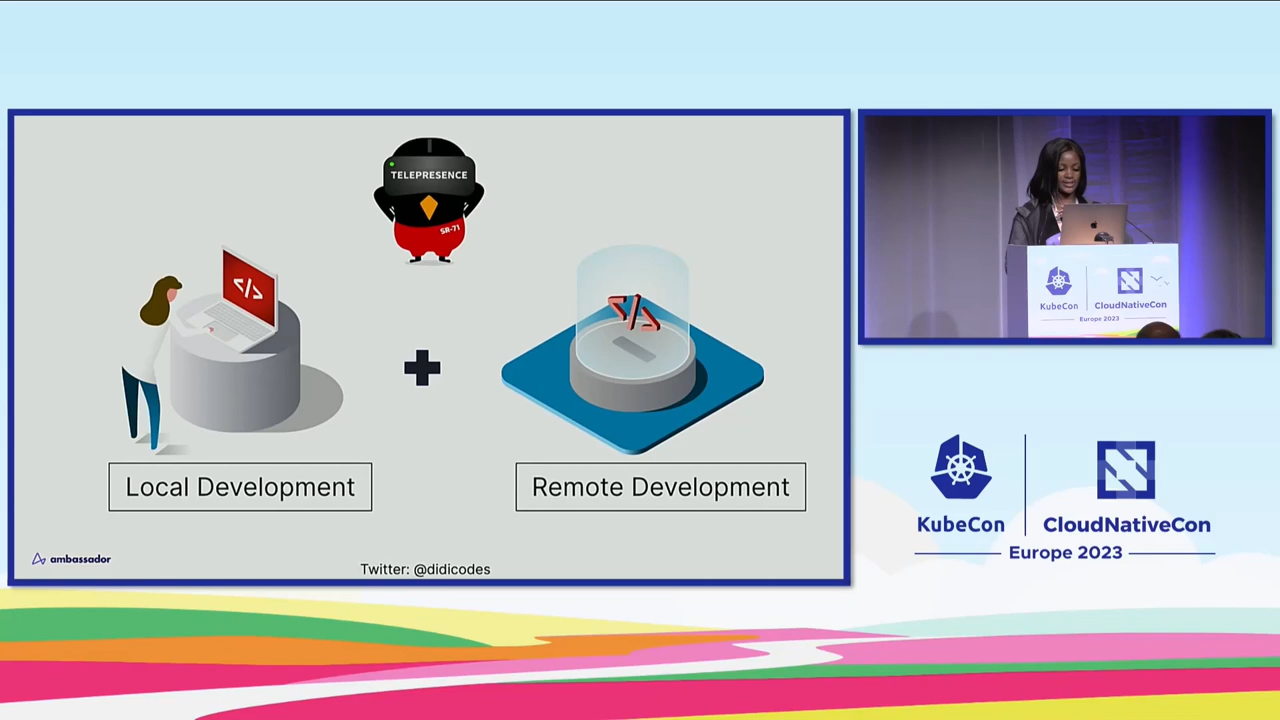 TELEPRESENCE
SR-71
</>
</>
Local Development
Remote Development
ambassador
Twitter: @didicodes
KubeCon
CloudNativeCon
Europe 2023
KubeCon
CloudNativeCon
Europe 2023